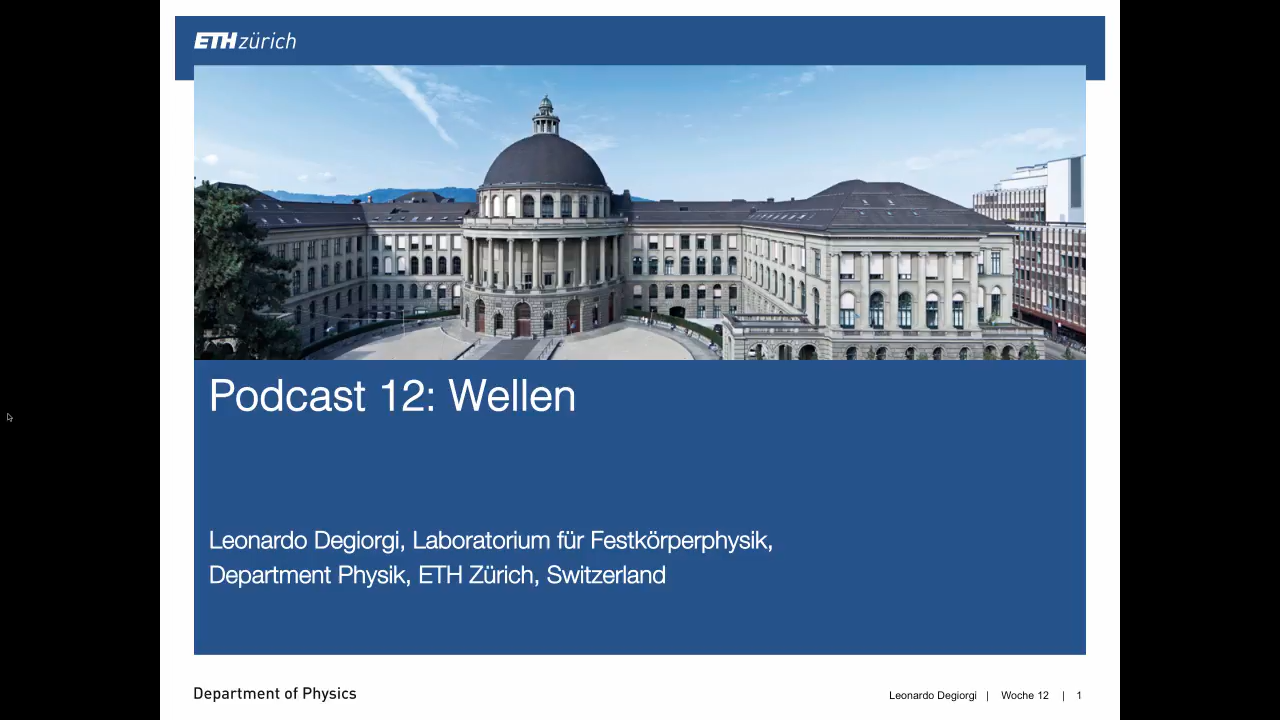 ETH zürich
Podcast 12: Wellen
Leonardo Degiorgi, Laboratorium für Festkörperphysik,
Department Physik, ETH Zürich, Switzerland
Department of Physics
Leonardo Degiorgi | Woche 12 | 1